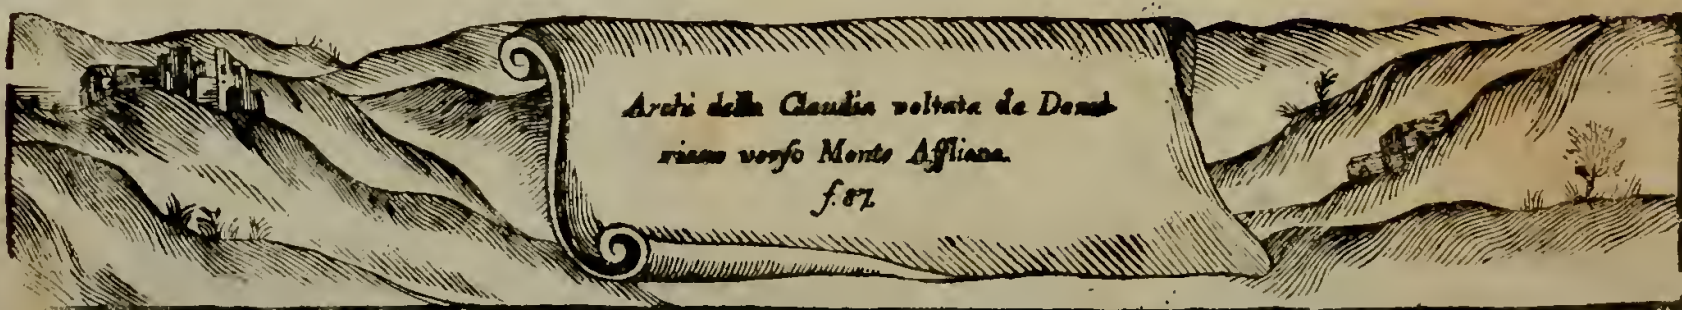 Archi della Claudia voltata da Domi-
tiano verſo Monte Affliano.
f. 87.